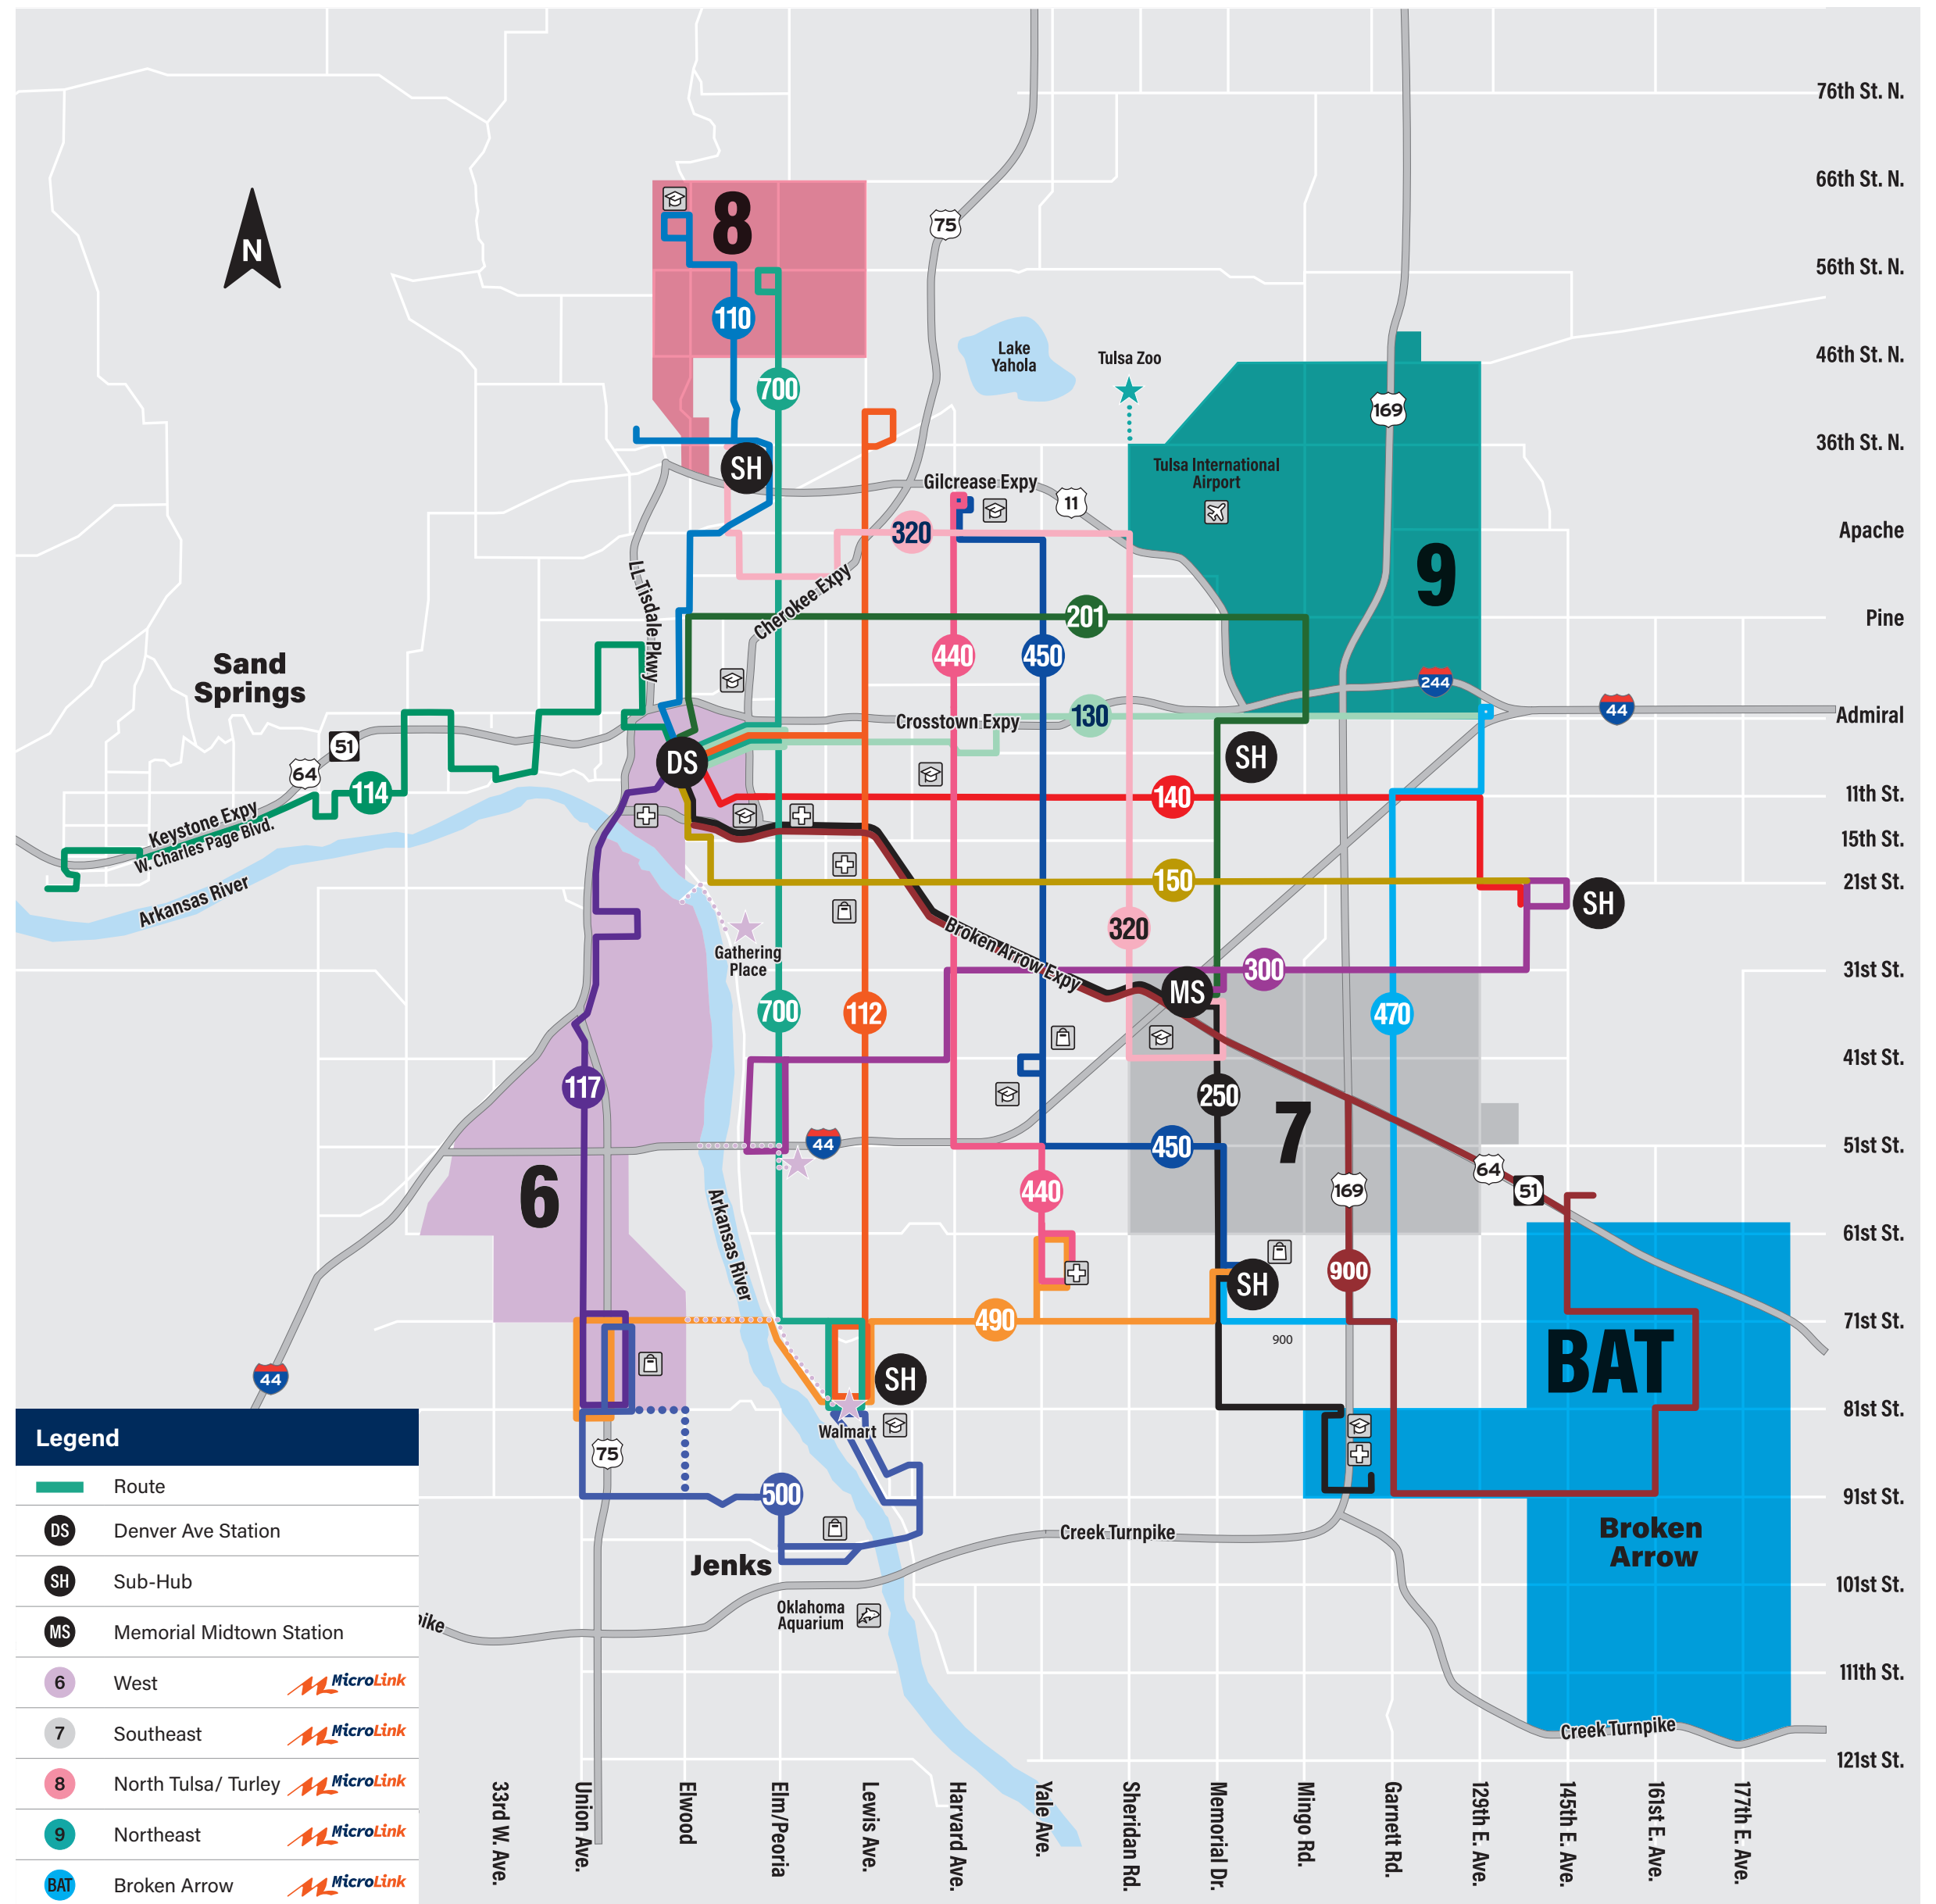 76th St. N.
66th St. N.
8
75
N
56th St. N.
110
Lake
Yahola
46th St. N.
Tulsa Zoo
700
169
36th St. N.
SH
Tulsa International
Airport
Gilcrease Expy
11
320
Apache
9
LL Tisdale Pkwy
Cherokee Expy
201
Pine
Sand
Springs
440
450
244
44
130
Crosstown Expy
Admiral
51
64
DS
SH
114
140
11th St.
Keystone Expy
W. Charles Page Blvd.
15th St.
150
21st St.
Arkansas River
SH
320
Gathering
Place
Broken Arrow Expy
300
31st St.
MS
700
112
470
41st St.
117
250
7
44
450
51st St.
6
64
51
440
169
Arkansas River
61st St.
SH
900
490
71st St.
900
BAT
44
SH
81st St.
Walmart
75
500
91st St.
Creek Turnpike
Broken
Arrow
Jenks
101st St.
Oklahoma
Aquarium
pike
111th St.
Creek Turnpike
121st St.
Legend
Route
DS Denver Ave Station
SH Sub-Hub
MS Memorial Midtown Station
6 West MicroLink
7 Southeast MicroLink
8 North Tulsa/ Turley MicroLink
9 Northeast MicroLink
BAT Broken Arrow MicroLink
33rd W. Ave.
Union Ave.
Elwood
Elm/Peoria
Lewis Ave.
Harvard Ave.
Yale Ave.
Sheridan Rd.
Memorial Dr.
Mingo Rd.
Garnett Rd.
129th E. Ave.
145th E. Ave.
161st E. Ave.
177th E. Ave.